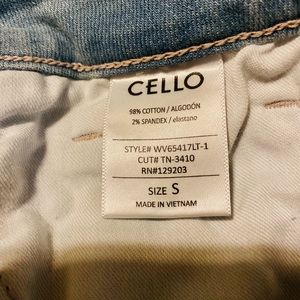 CELLO
98% COTTON / ALGODÓN
2% SPANDEX / elastano
STYLE# WV65417LT-1
CUT# TN-3410
RN#129203
SIZE S
MADE IN VIETNAM